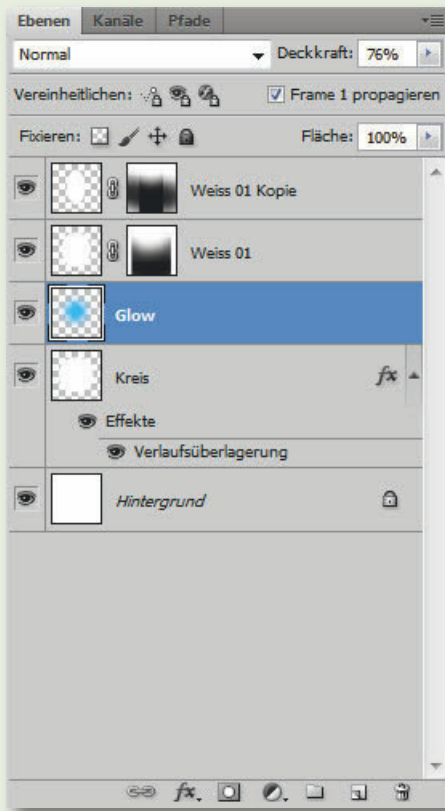 Ebenen Kanäle Pfade
Normal Deckkraft: 76%
Vereinheitlichen: Frame 1 propagieren
Fixieren: Fläche: 100%
Weiss 01 Kopie
Weiss 01
Glow
Kreis fx
Effekte
Verlaufsüberlagerung
Hintergrund
fx.